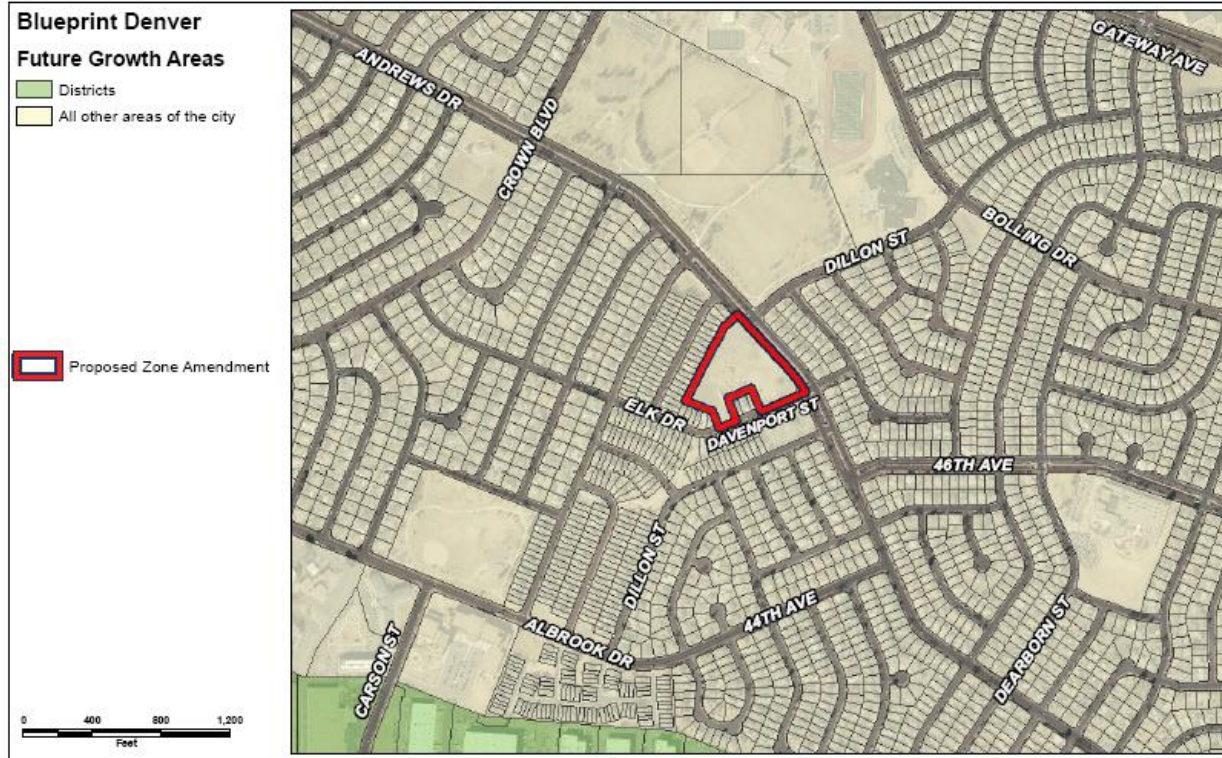 Blueprint Denver
Future Growth Areas
Districts
All other areas of the city
Proposed Zone Amendment
0 400 800 1,200
Feet
GATEWAY AVE
ANDREWS DR
CROWN BLVD
BOLLING DR
DILLON ST
ELK DR
DAVENPORT ST
46TH AVE
DILLON ST
44TH AVE
ALBROOK DR
DEARBORN ST
CARSON ST